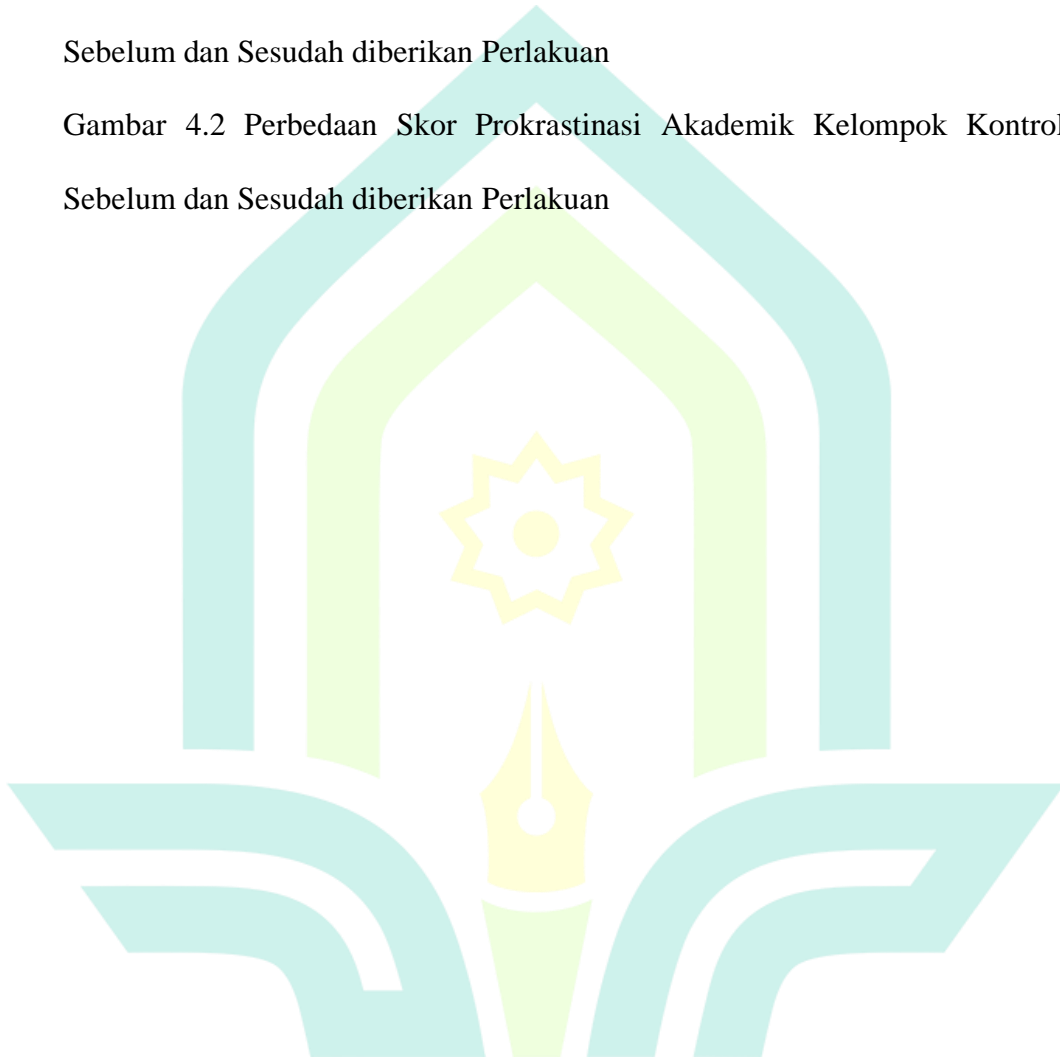 Sebelum dan Sesudah diberikan Perlakuan
Gambar 4.2 Perbedaan Skor Prokrastinasi Akademik Kelompok Kontrol
Sebelum dan Sesudah diberikan Perlakuan